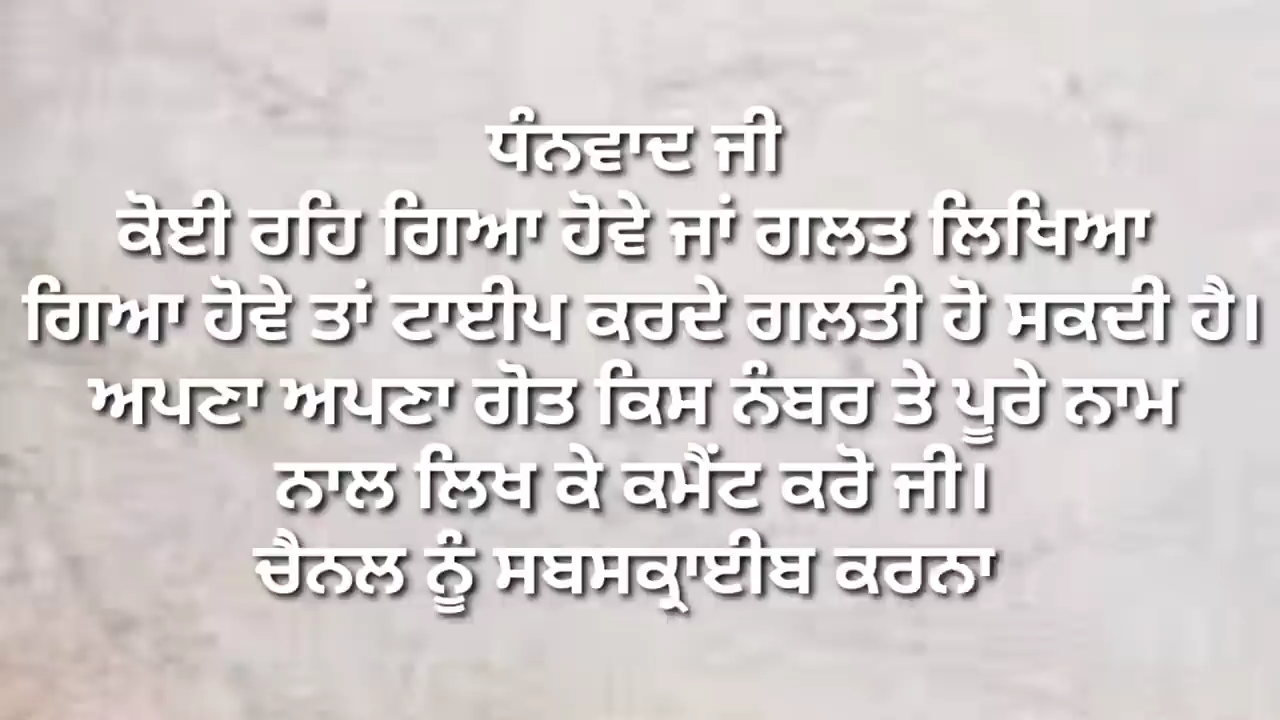 ਧੰਨਵਾਦ ਜੀ
ਕੋਈ ਰਹਿ ਗਿਆ ਹੋਵੇ ਜਾਂ ਗਲਤ ਲਿਖਿਆ
ਗਿਆ ਹੋਵੇ ਤਾਂ ਟਾਈਪ ਕਰਦੇ ਗਲਤੀ ਹੋ ਸਕਦੀ ਹੈ।
ਅਪਣਾ ਅਪਣਾ ਗੋਤ ਕਿਸ ਨੰਬਰ ਤੇ ਪੂਰੇ ਨਾਮ
ਨਾਲ ਲਿਖ ਕੇ ਕਮੈਂਟ ਕਰੋ ਜੀ।
ਚੈਨਲ ਨੂੰ ਸਬਸਕ੍ਰਾਈਬ ਕਰਨਾ